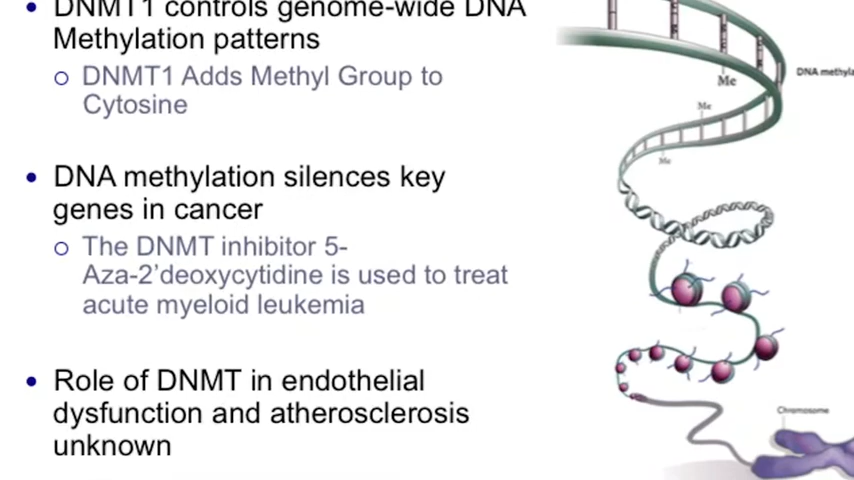 DNMT1 controls genome-wide DNA
Methylation patterns
DNMT1 Adds Methyl Group to
Cytosine
DNA methylation silences key
genes in cancer
The DNMT inhibitor 5-
Aza-2'deoxycytidine is used to treat
acute myeloid leukemia
Role of DNMT in endothelial
dysfunction and atherosclerosis
unknown
Me
DNA methyla
Me
Me
Chromosome